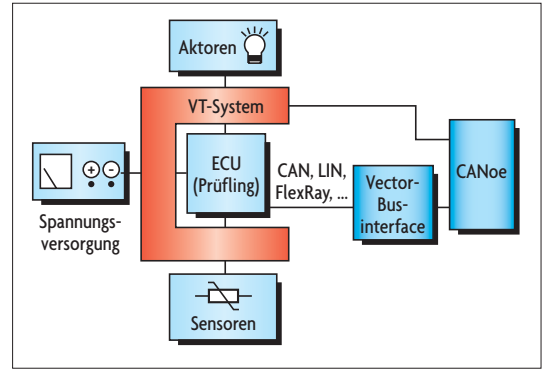 Aktoren
VT-System
ECU
(Prüfling)
CAN, LIN,
FlexRay, ...
Vector-
Bus-
interface
CANoe
Spannungs-
versorgung
Sensoren